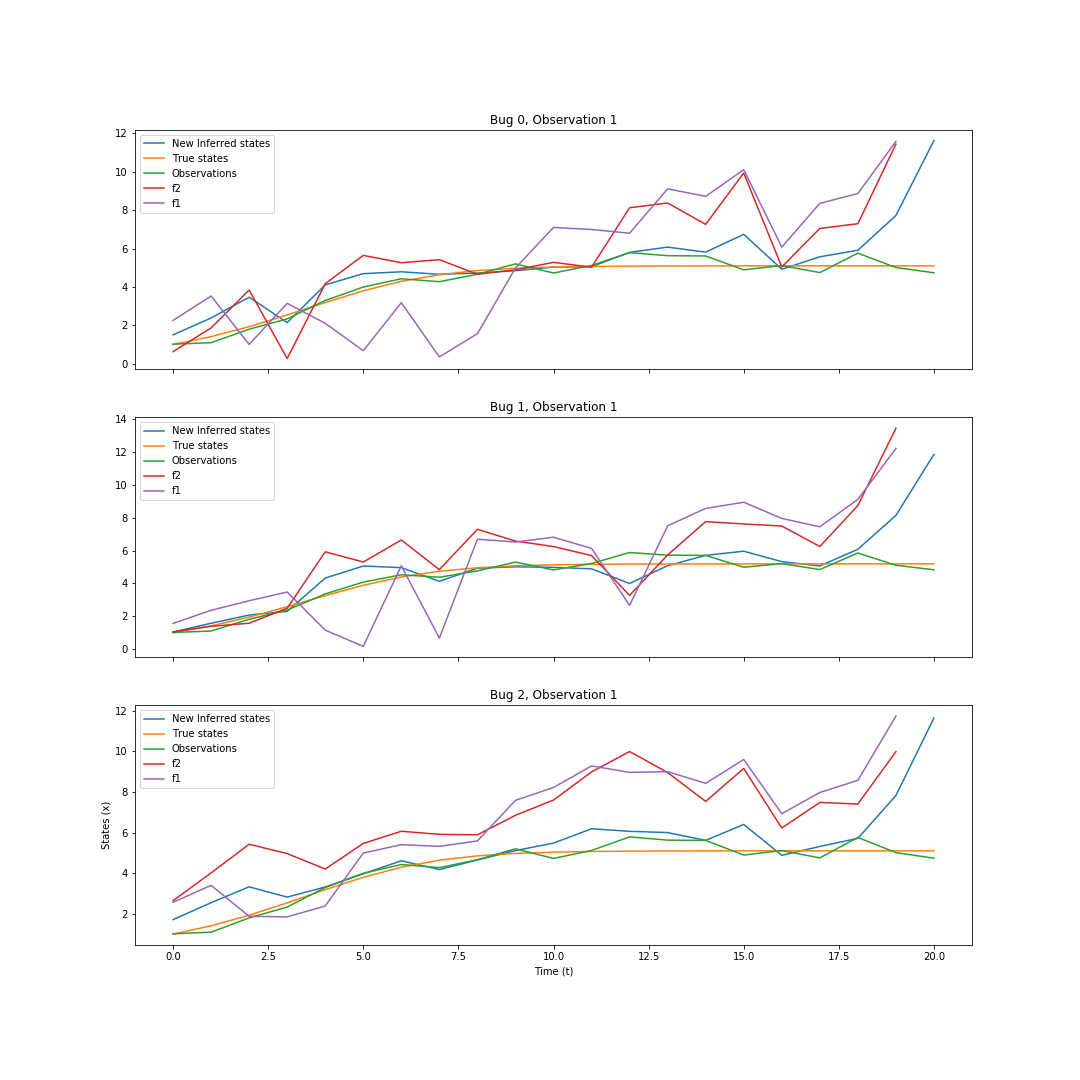 Bug 0, Observation 1
12
10
8
6
4
2
0
New Inferred states
True states
Observations
f2
f1
Bug 1, Observation 1
14
12
10
8
6
4
2
0
New Inferred states
True states
Observations
f2
f1
Bug 2, Observation 1
12
10
8
6
4
2
New Inferred states
True states
Observations
f2
f1
States (x)
0.0 2.5 5.0 7.5 10.0 12.5 15.0 17.5 20.0
Time (t)